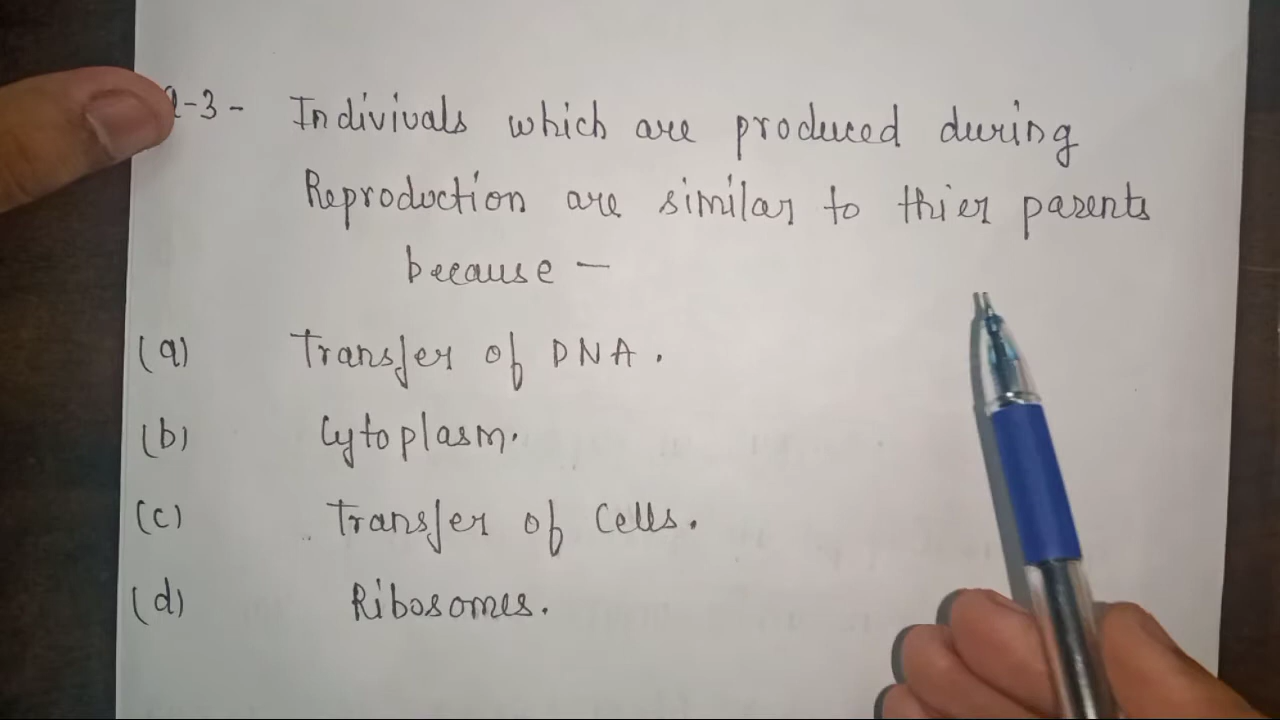 Q-3- Indiviuals which are produced during
Reproduction are similar to thier parents
because -
(a) Transfer of DNA.
(b) Cytoplasm.
(c) Transfer of cells.
(d) Ribosomes.